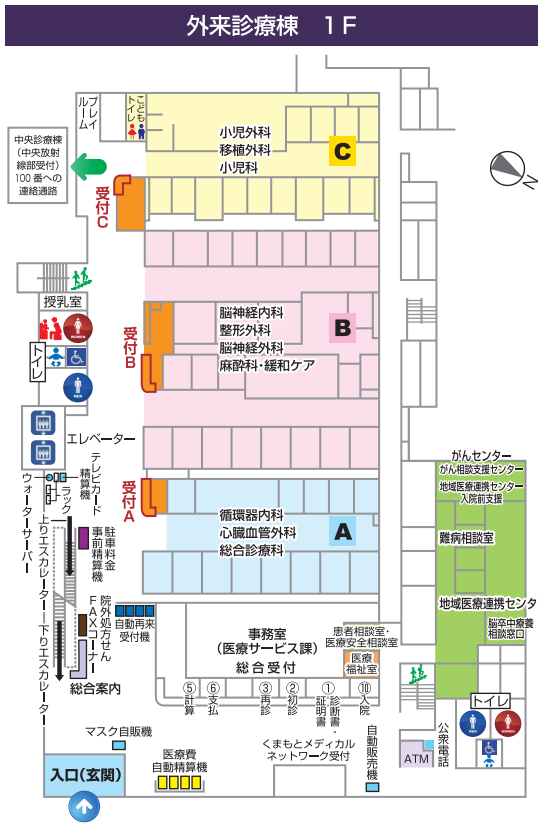 外来診療棟 1F
プレイルーム
こどもトイレ
小児外科
移植外科
小児科
C
中央診療棟
(中央放射
線部受付)
100番への
連絡通路
受付C
N
授乳室
WOMEN
トイレ
MEN
脳神経内科
整形外科
脳神経外科
麻酔科・緩和ケア
B
受付B
エレベーター
テレビカード精算機
ラック
ウォーターサーバー
受付A
循環器内科
心臓血管外科
総合診療科
A
がんセンター
がん相談支援センター
地域医療連携センター
入院前支援
難病相談室
地域医療連携センタ
脳卒中療養
相談窓口
上りエスカレーター
下りエスカレーター
駐車料金
事前精算機
院外処方せん
FAXコーナー
総合案内
自動再来
受付機
事務室
(医療サービス課)
総合受付
患者相談室・
医療安全相談室
医療
福祉室
⑤計算
⑥支払
③再診
②初診
①診断書・証明書
⑩入院
トイレ
MEN
WOMEN
マスク自販機
医療費
自動精算機
くまもとメディカル
ネットワーク受付
自動販売機
公衆電話
ATM
入口(玄関)